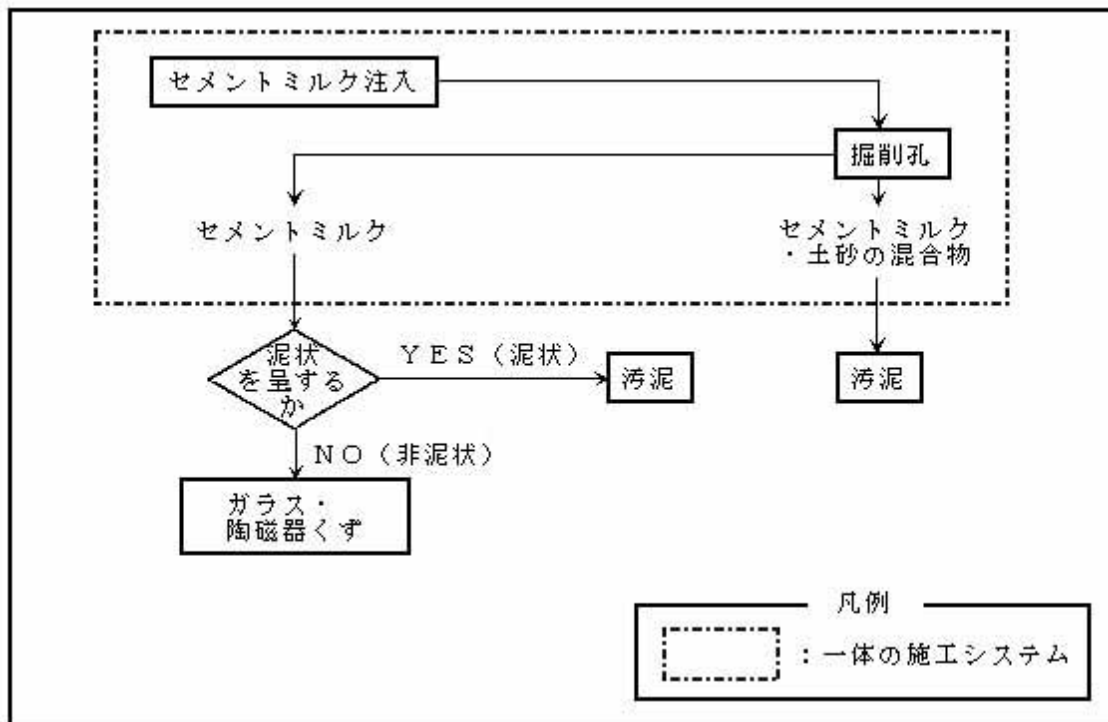 セメントミルク注入
掘削孔
セメントミルク
セメントミルク
・土砂の混合物
泥状
を呈する
か
ＹＥＳ（泥状）
汚泥
汚泥
ＮＯ（非泥状）
ガラス・
陶磁器くず
凡例
：一体の施工システム